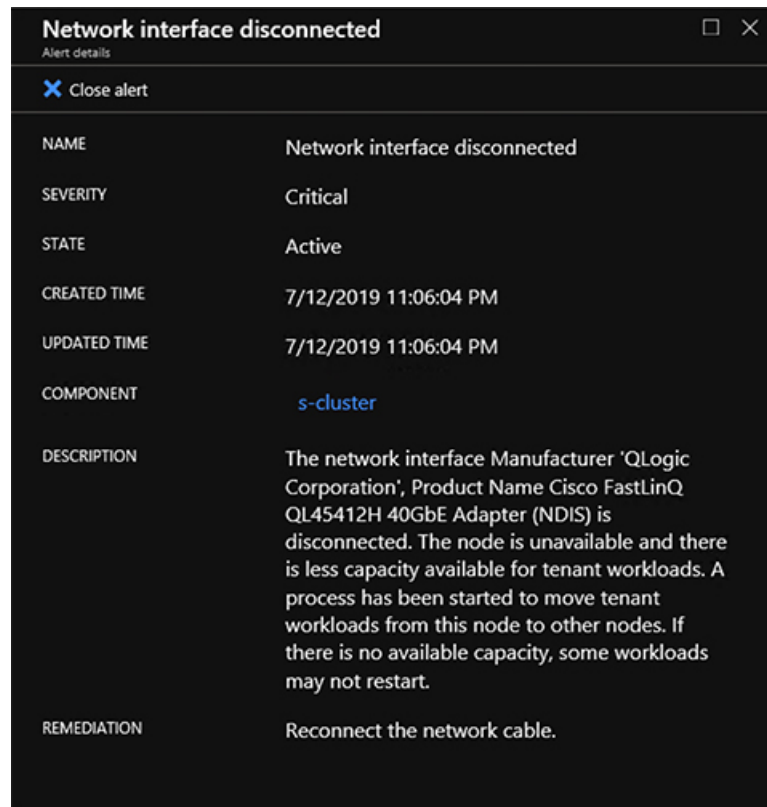 Network interface disconnected
Alert details
Close alert
NAME
Network interface disconnected
SEVERITY
Critical
STATE
Active
CREATED TIME
7/12/2019 11:06:04 PM
UPDATED TIME
7/12/2019 11:06:04 PM
COMPONENT
s-cluster
DESCRIPTION
The network interface Manufacturer 'QLogic
Corporation', Product Name Cisco FastLinQ
QL45412H 40GbE Adapter (NDIS) is
disconnected. The node is unavailable and there
is less capacity available for tenant workloads. A
process has been started to move tenant
workloads from this node to other nodes. If
there is no available capacity, some workloads
may not restart.
REMEDIATION
Reconnect the network cable.